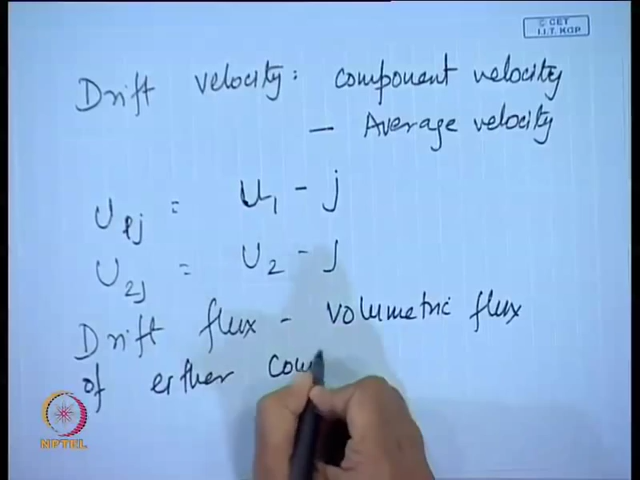 © CET
I.I.T. KGP
Drift velocity: component velocity
— Average velocity
U1j = U1 - j
U2j = U2 - j
Drift flux - volumetric flux
of either com
NPTEL